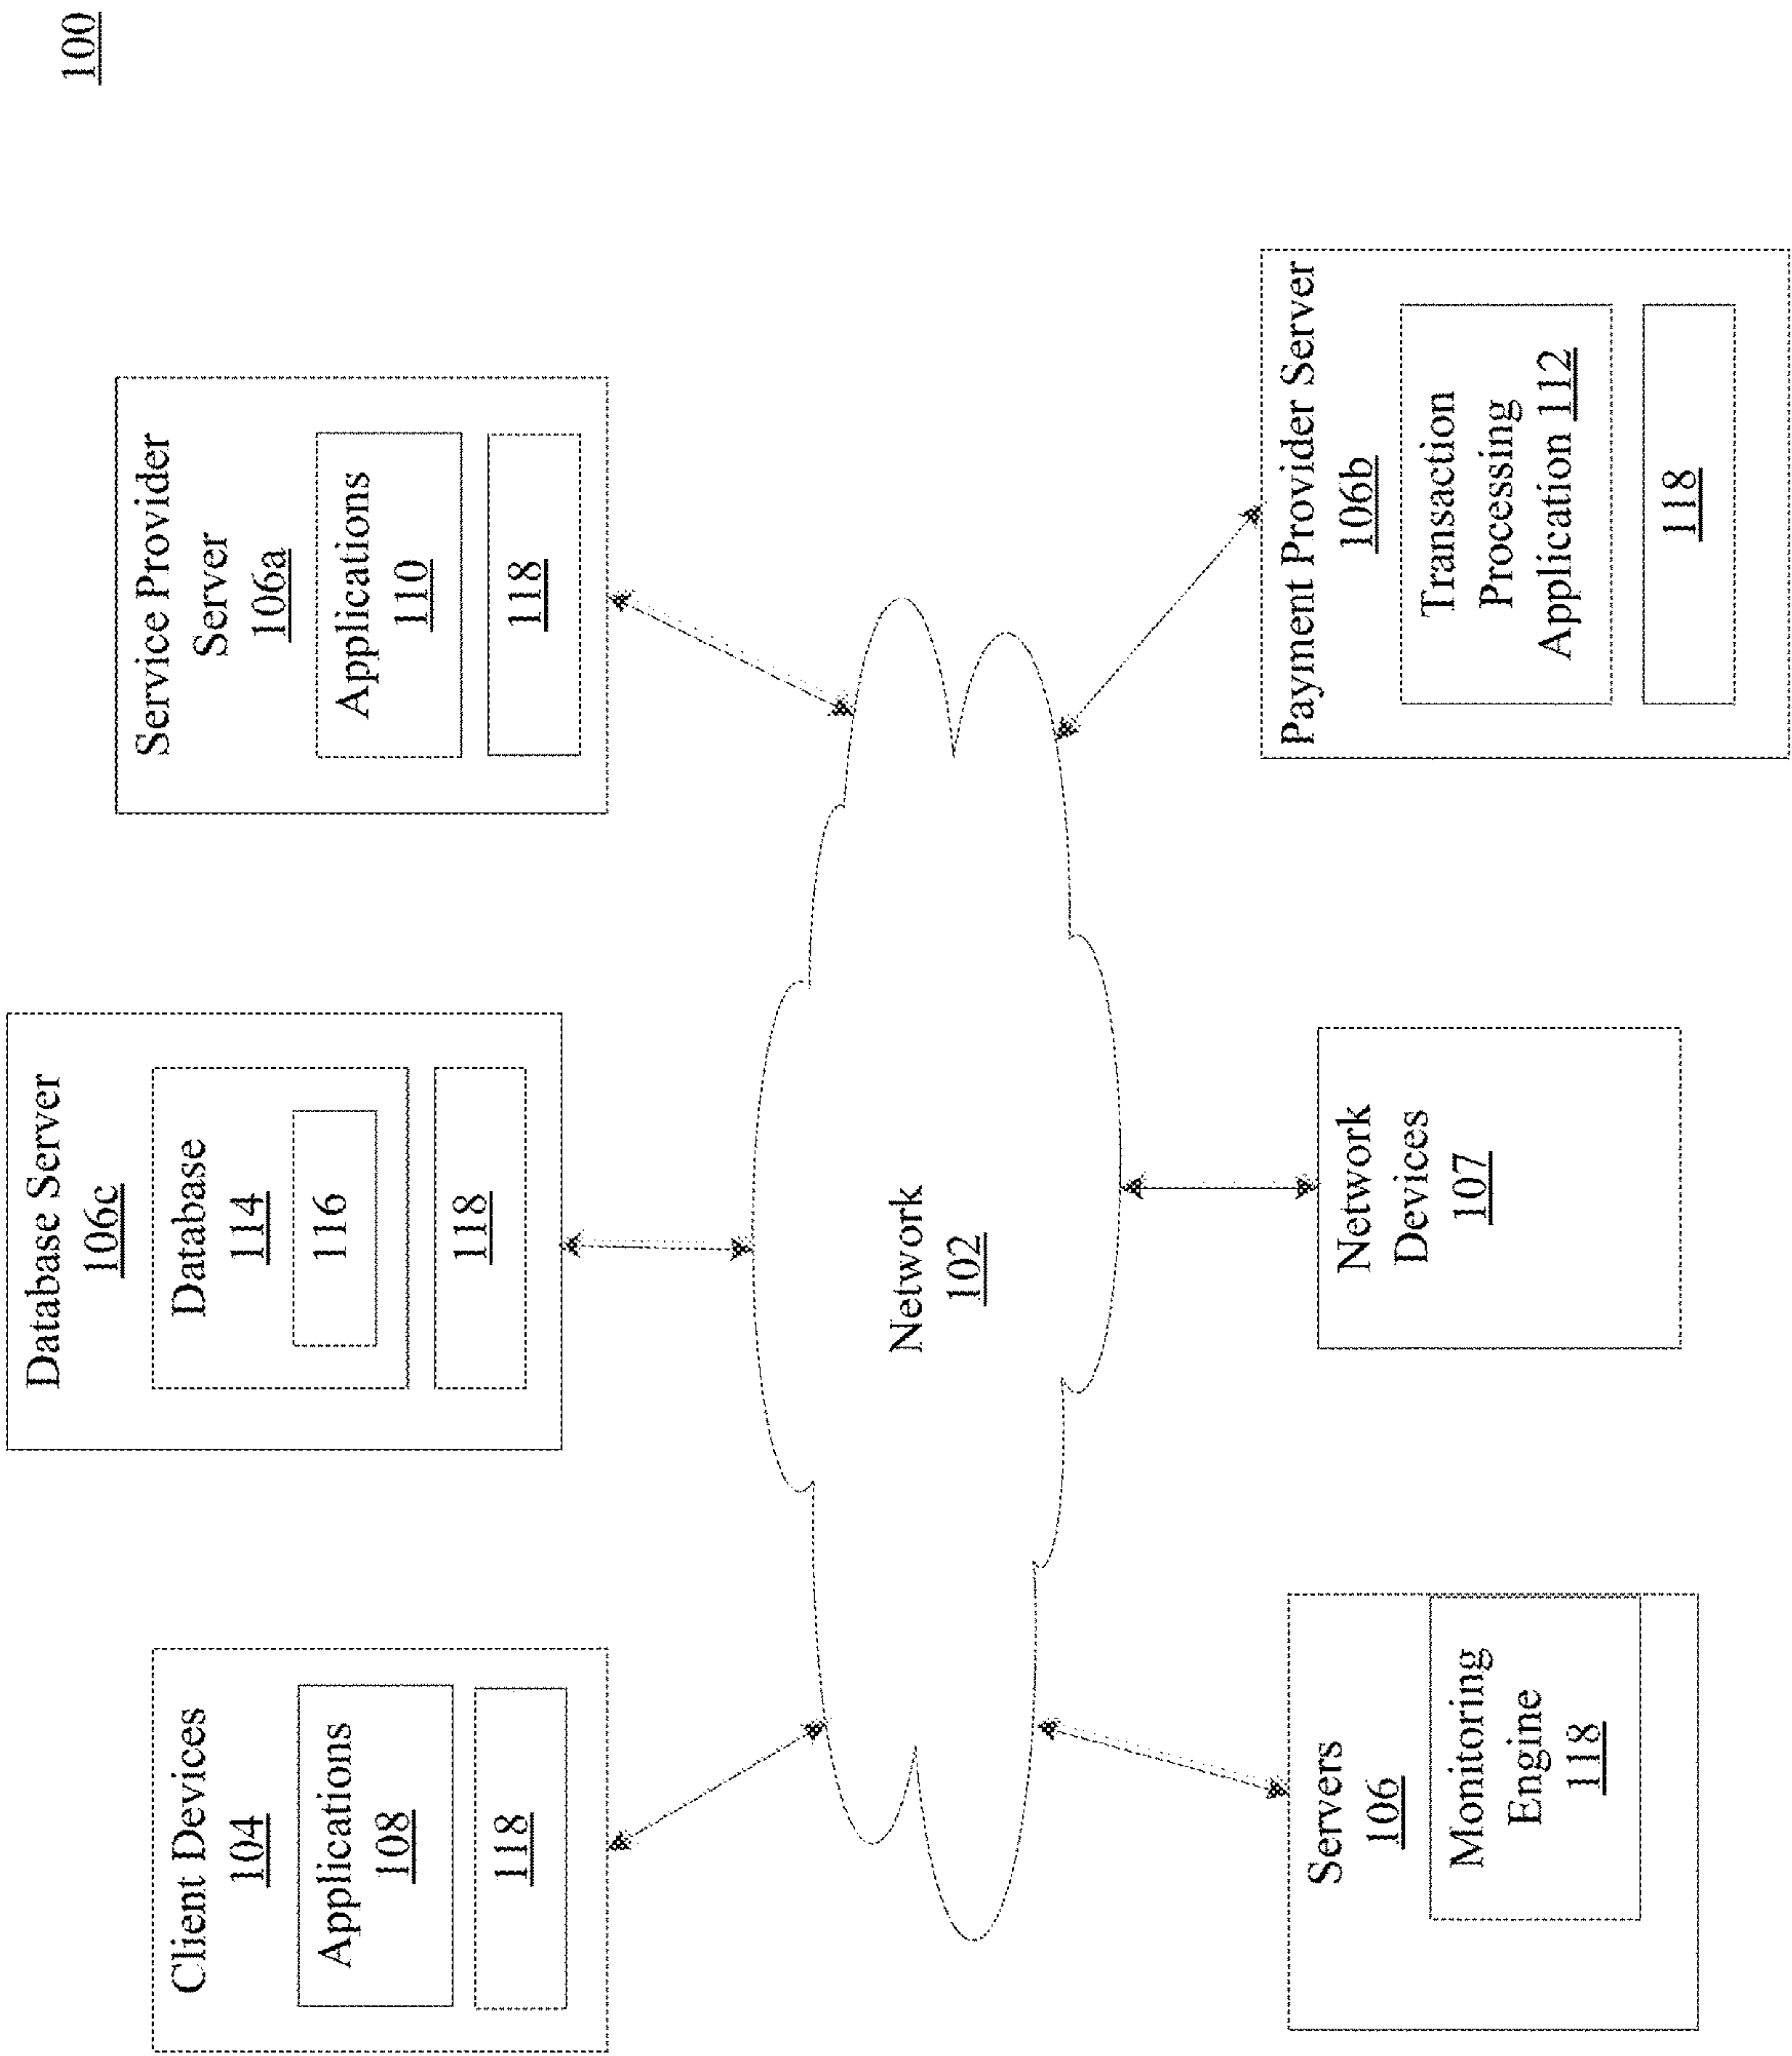 100
Client Devices
104
Applications
108
118
Database Server
106c
Database
114
116
118
Service Provider
Server
106a
Applications
110
118
Network
102
Servers
106
Monitoring
Engine
118
Network
Devices
107
Payment Provider Server
106b
Transaction
Processing
Application 112
118